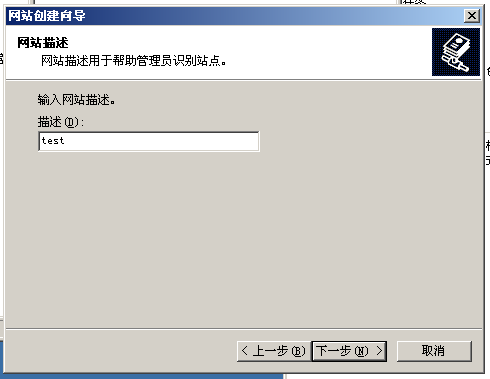 网站创建向导
网站描述
网站描述用于帮助管理员识别站点。
输入网站描述。
描述(D):
test
< 上一步(B) 下一步(N) > 取消